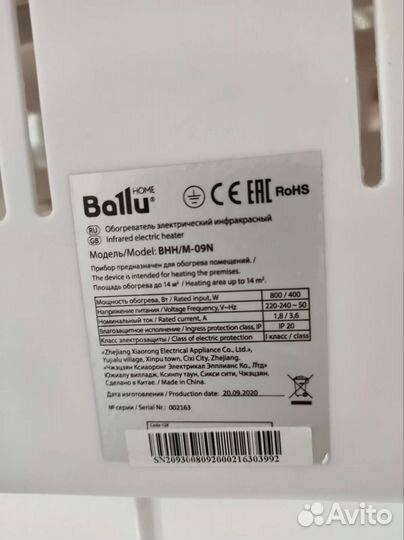 HOME
Ballu®
CE EAC RoHS
RU Обогреватель электрический инфракрасный
GB Infrared electric heater
Модель/Model: BHH/M-09N
Прибор предназначен для обогрева помещений. /
The device is intended for heating the premises.
Площадь обогрева до 14 м² / Heating area up to 14 m².
Мощность обогрева, Вт / Rated input, W 800 / 400
Напряжение питания / Voltage Frequency, V~Hz 220-240 ~ 50
Номинальный ток / Rated current, A 1,8 / 3,6
Влагозащитное исполнение / Ingress protection class, IP IP 20
Класс электрозащиты / Class of electric protection I класс / class
«Zhejiang Xiaorong Electrical Appliance Co., Ltd.»,
Yujialu village, Xinpu town, Cixi City, Zhejiang.
«Чжэцзян Ксиаоронг Электрикал Эпплианс Ко., Лтд»
Южиалу вилладж, Ксинпу таун, Сикси сити, Чжэцзян.
Сделано в Китае. / Made in China.
Дата изготовления / Production date: 20.09.2020
№ серии / Serial Nr.: 002163
Code-128
SN2093008092000216303992
Avito